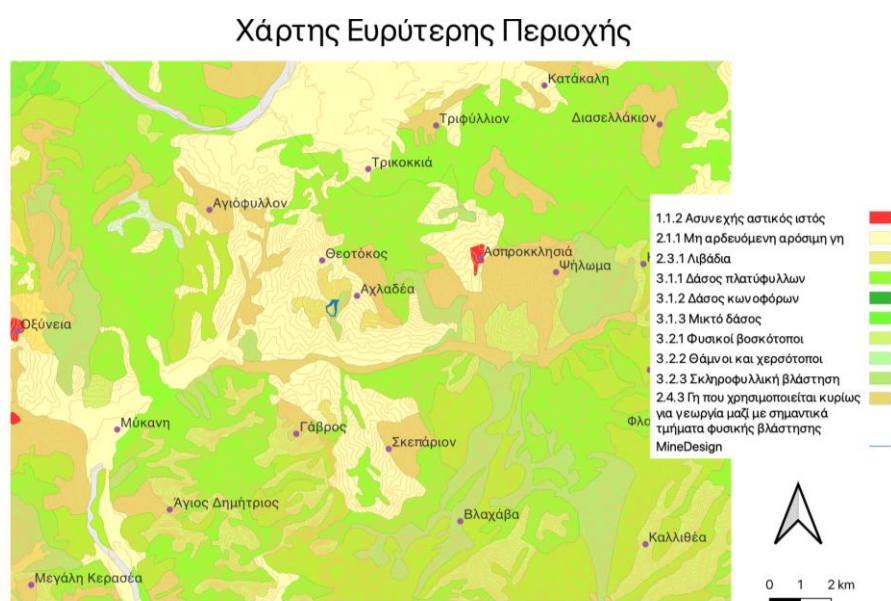 Χάρτης Ευρύτερης Περιοχής
Κατάκαλη
Τριφύλλιον
Διασελλάκιον
Τρικοκκιά
Αγιόφυλλον
Θεοτόκος
Ασπροκκλησιά
Ψήλωμα
Αχλαδέα
Οξύνεια
Μύκανη
Γάβρος
Σκεπάριον
Άγιος Δημήτριος
Βλαχάβα
Καλλιθέα
Μεγάλη Κερασέα
Φλα
1.1.2 Ασυνεχής αστικός ιστός
2.1.1 Μη αρδευόμενη αρόσιμη γη
2.3.1 Λιβάδια
3.1.1 Δάσος πλατύφυλλων
3.1.2 Δάσος κωνοφόρων
3.1.3 Μικτό δάσος
3.2.1 Φυσικοί βοσκότοποι
3.2.2 Θάμνοι και χερσότοποι
3.2.3 Σκληροφυλλική βλάστηση
2.4.3 Γη που χρησιμοποιείται κυρίως
για γεωργία μαζί με σημαντικά
τμήματα φυσικής βλάστησης
MineDesign
0 1 2 km